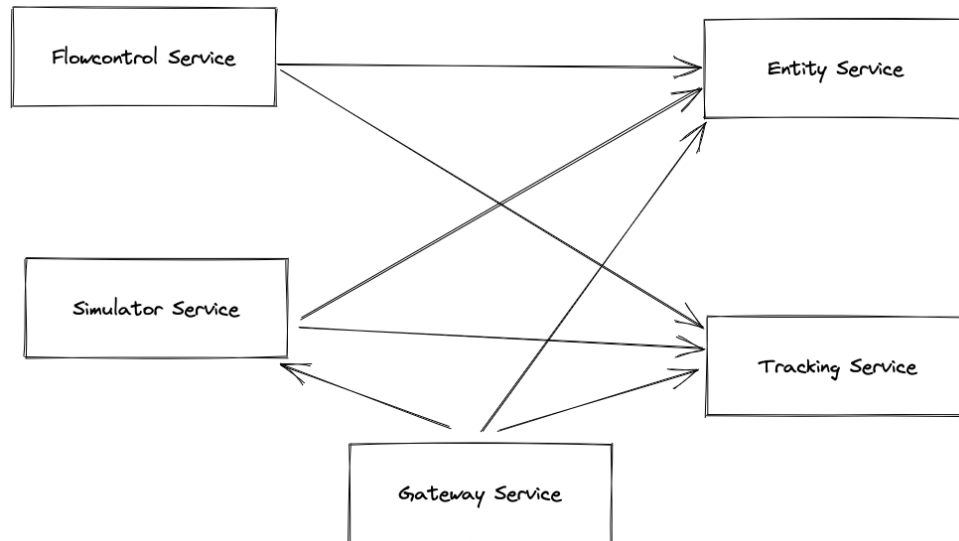 Flowcontrol Service
Entity Service
Simulator Service
Tracking Service
Gateway Service